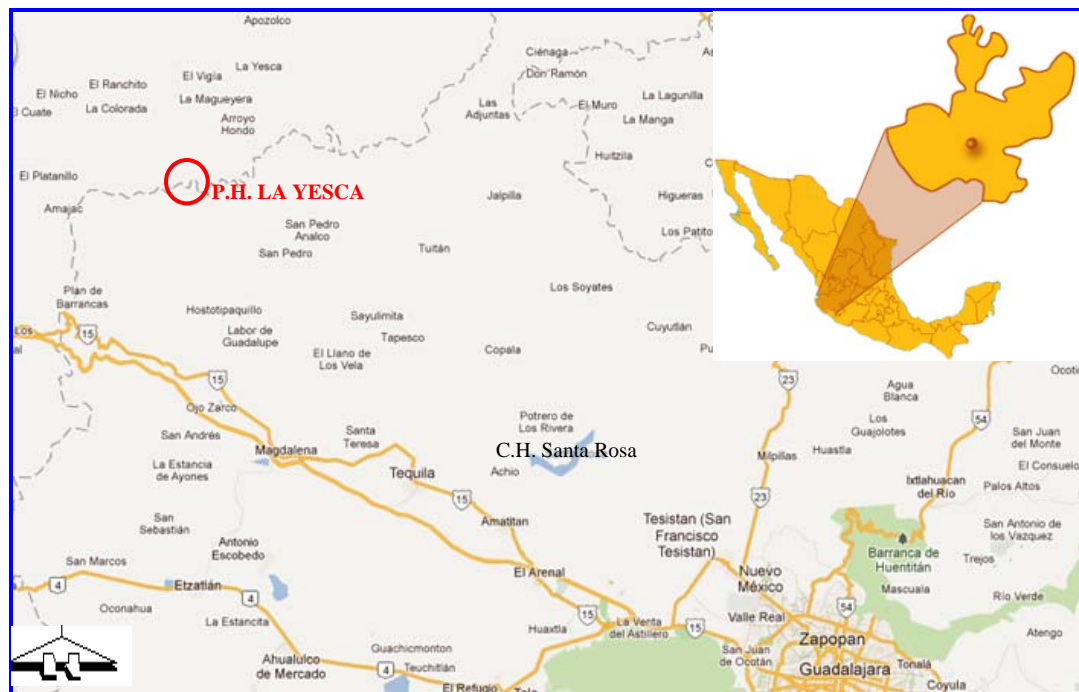 Apozolco
La Yesca
El Vigía
El Ranchito
El Nicho
La Magueyera
La Colorada
El Cuate
Arroyo
Hondo
Ciénaga
Don Ramón
Las
Adjuntas
El Muro
La Lagunilla
La Manga
Huitzila
El Platanillo
P.H. LA YESCA
Amajac
Jalpilla
Higueras
San Pedro
Analco
San Pedro
Tuitán
Los Patito
Plan de
Barrancas
Los Soyates
15
Hostotipaquillo
Labor de
Guadalupe
Sayulimita
Tapesco
Cuyutlán
El Llano de
Los Vela
Copala
15
23
Ojo Zarco
San Andrés
Magdalena
Santa
Teresa
Potrero de
Los Rivera
C.H. Santa Rosa
Achio
Tequila
La Estancia
de Ayones
15
Amatitan
Agua
Blanca
Ocoti
Los
Guajolotes
54
San Juan
del Monte
Milpillas
Huastla
El Consuelo
Ixtlahuacan
del Río
Palos Altos
23
San
Sebastián
Antonio
Escobedo
Tesistan (San
Francisco
Tesistan)
San Antonio de
los Vazquez
Barranca de
Huentitán
Trejos
San Marcos
4
Etzatlán
El Arenal
Nuevo
México
Mascuala
Río Verde
Oconahua
4
La Estancita
15
Huaxtla
La Venta
del Astillero
15
Valle Real
54
Atengo
Zapopan
Guachicmonton
Teuchitlán
Ahualulco
de Mercado
4
El Refugio
San Juan
de Ocotán
Guadalajara
Tonalá
Coyula